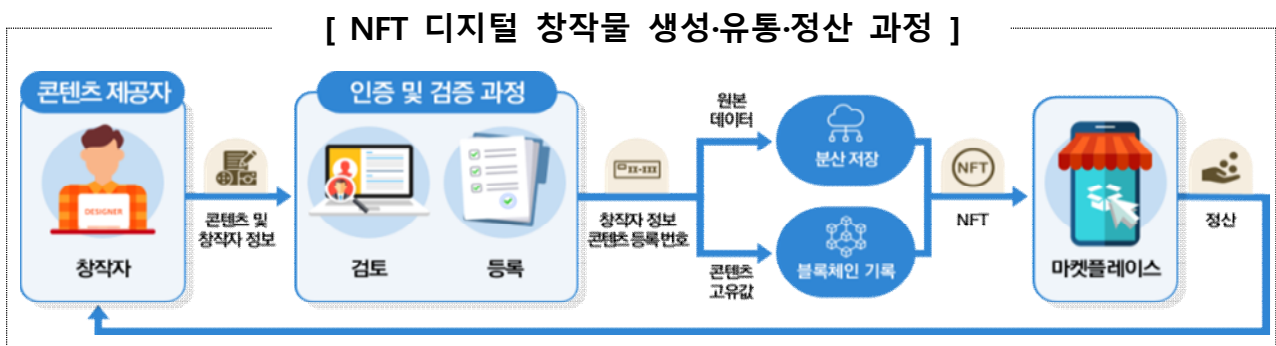 [ NFT 디지털 창작물 생성·유통·정산 과정 ]
콘텐츠 제공자
인증 및 검증 과정
DESIGNER
창작자
콘텐츠 및
창작자 정보
검토
등록
창작자 정보
콘텐츠 등록 번호
원본
데이터
분산 저장
콘텐츠
고유값
블록체인 기록
NFT
NFT
마켓플레이스
정산